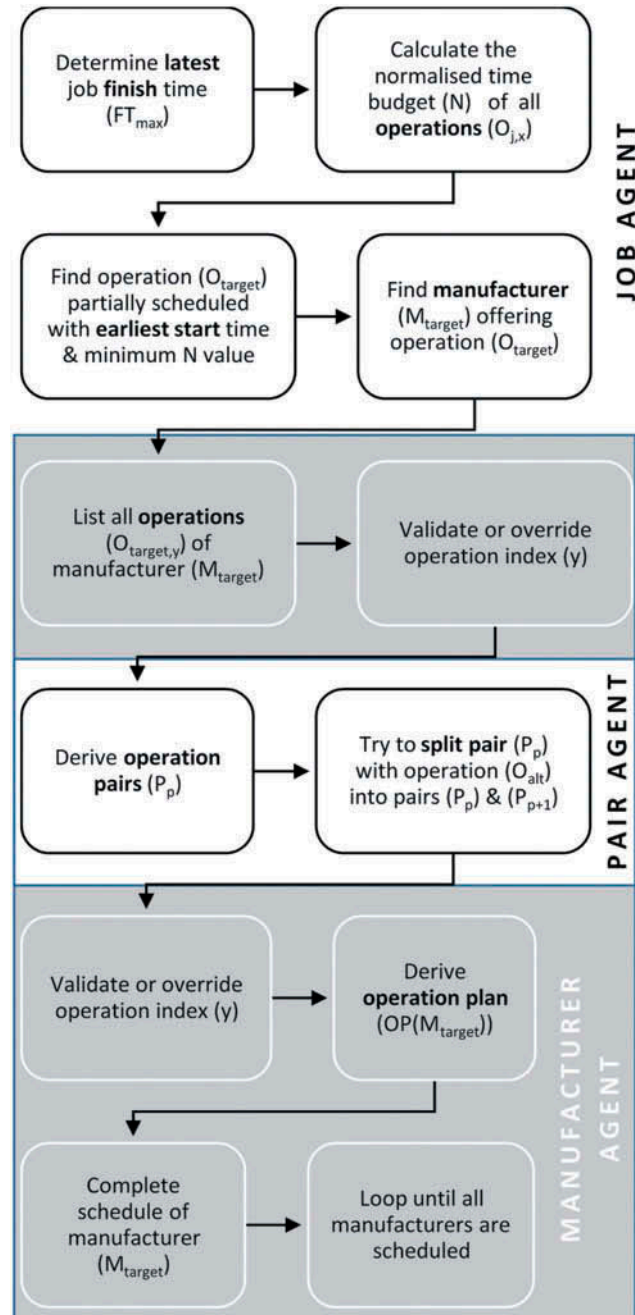 Determine latest
job finish time
(FTmax)
Calculate the
normalised time
budget (N) of all
operations (Oj,x)
JOB AGENT
Find operation (Otarget)
partially scheduled
with earliest start time
& minimum N value
Find manufacturer
(Mtarget) offering
operation (Otarget)
List all operations
(Otarget,y) of
manufacturer (Mtarget)
Validate or override
operation index (y)
Derive operation
pairs (Pp)
Try to split pair (Pp)
with operation (Oalt)
into pairs (Pp) & (Pp+1)
PAIR AGENT
Validate or override
operation index (y)
Derive
operation plan
(OP(Mtarget))
Complete
schedule of
manufacturer
(Mtarget)
Loop until all
manufacturers are
scheduled
MANUFACTURER
AGENT